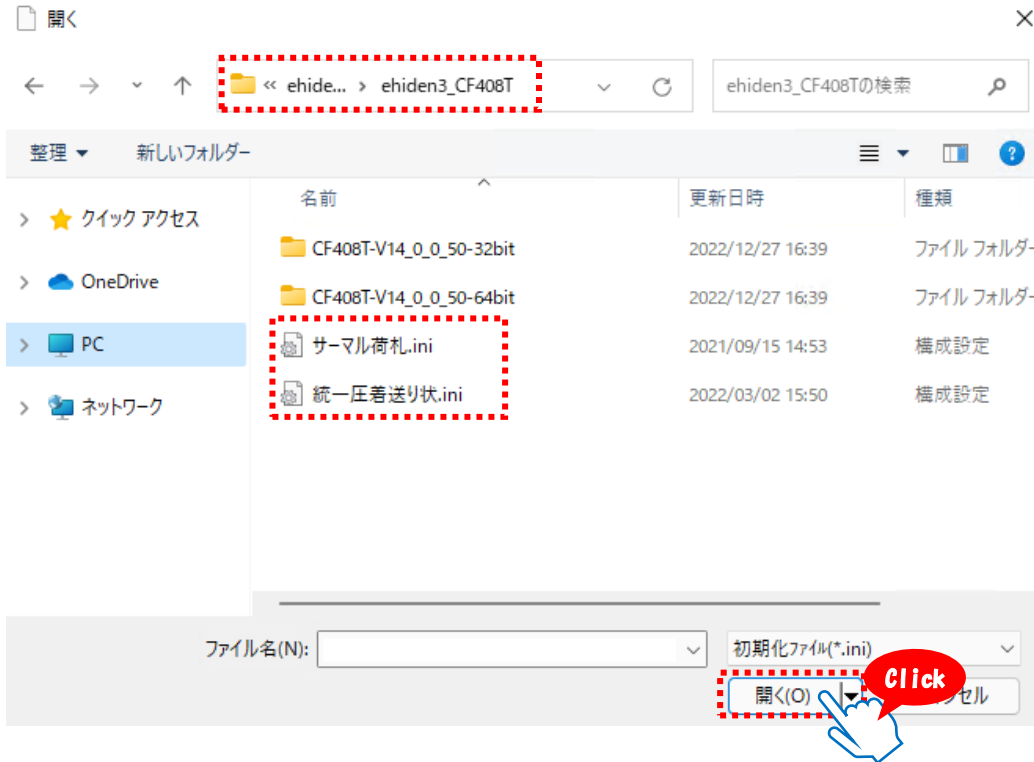 開く
« ehide... > ehiden3_CF408T
ehiden3_CF408Tの検索
整理
新しいフォルダー
名前 更新日時 種類
クイック アクセス
OneDrive
PC
ネットワーク
CF408T-V14_0_0_50-32bit 2022/12/27 16:39 ファイル フォルダー
CF408T-V14_0_0_50-64bit 2022/12/27 16:39 ファイル フォルダー
サーマル荷札.ini 2021/09/15 14:53 構成設定
統一圧着送り状.ini 2022/03/02 15:50 構成設定
ファイル名(N):
初期化ファイル(*.ini)
開く(O)
Click
セル